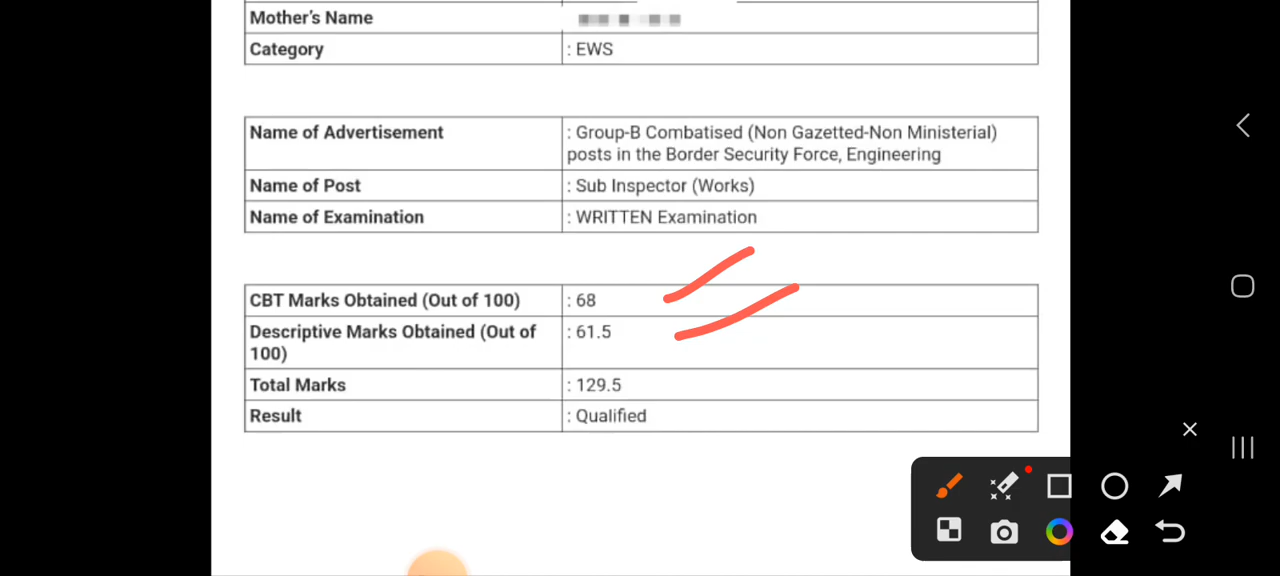 Mother's Name
Category : EWS
Name of Advertisement : Group-B Combatised (Non Gazetted-Non Ministerial)
posts in the Border Security Force, Engineering
Name of Post : Sub Inspector (Works)
Name of Examination : WRITTEN Examination
CBT Marks Obtained (Out of 100) : 68
Descriptive Marks Obtained (Out of : 61.5
100)
Total Marks : 129.5
Result : Qualified